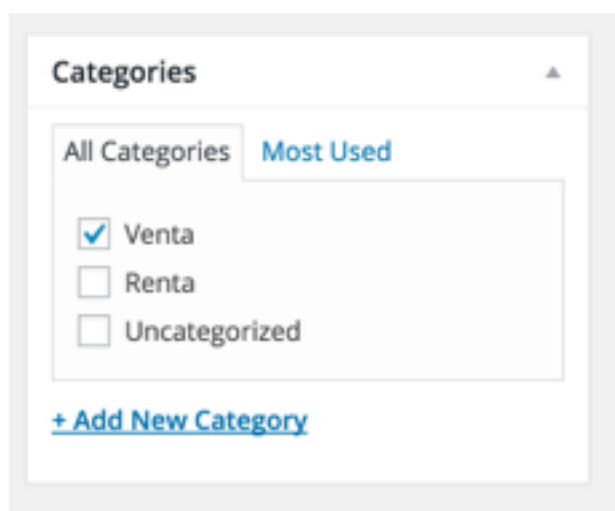 Categories
All Categories Most Used
Venta
Renta
Uncategorized
+ Add New Category